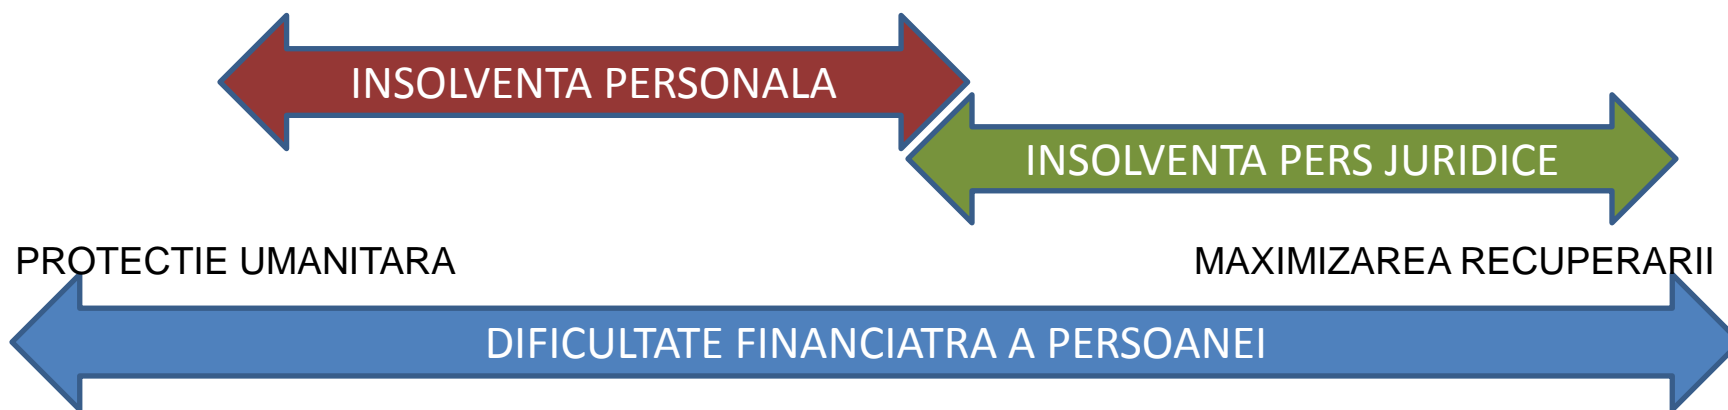 INSOLVENTA PERSONALA
INSOLVENTA PERS JURIDICE
PROTECTIE UMANITARA
MAXIMIZAREA RECUPERARII
DIFICULTATE FINANCIATRA A PERSOANEI